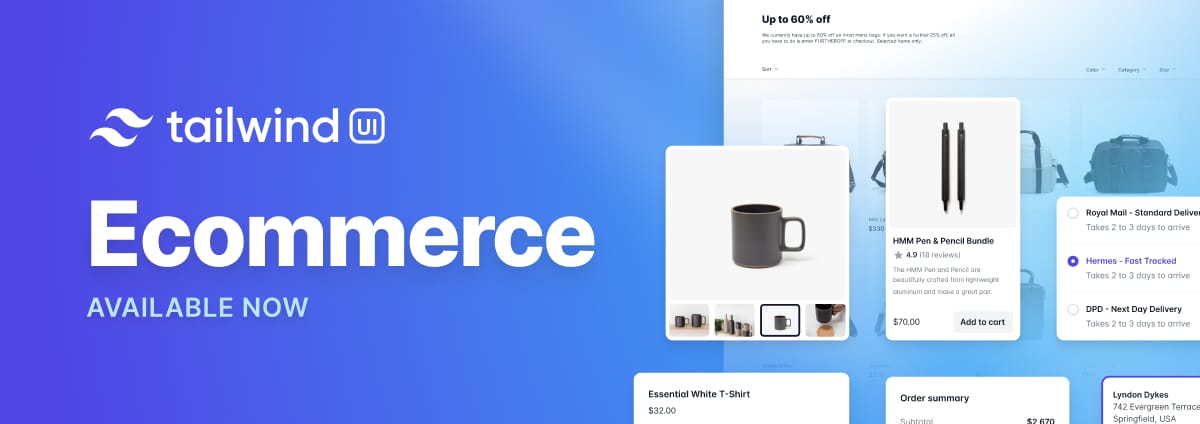 tailwind UI
Ecommerce
AVAILABLE NOW
Up to 60% off
We currently have up to 60% off on most mens bags. If you want a further 25% off, all
you have to do is enter FURTHEROFF at checkout. Selected items only.
Sort
Color
Category
Size
$330
HMM Pen & Pencil Bundle
4.9 (18 reviews)
The HMM Pen and Pencil are
beautifully crafted from lightweight
aluminum and make a great pair.
$70.00
Add to cart
Royal Mail - Standard Deliver
Takes 2 to 3 days to arrive
Hermes - Fast Tracked
Takes 2 to 3 days to arrive
DPD - Next Day Delivery
Takes 2 to 3 days to arrive
Essential White T-Shirt
$32.00
Order summary
Subtotal
$2,670
Lyndon Dykes
742 Evergreen Terrace
Springfield, USA